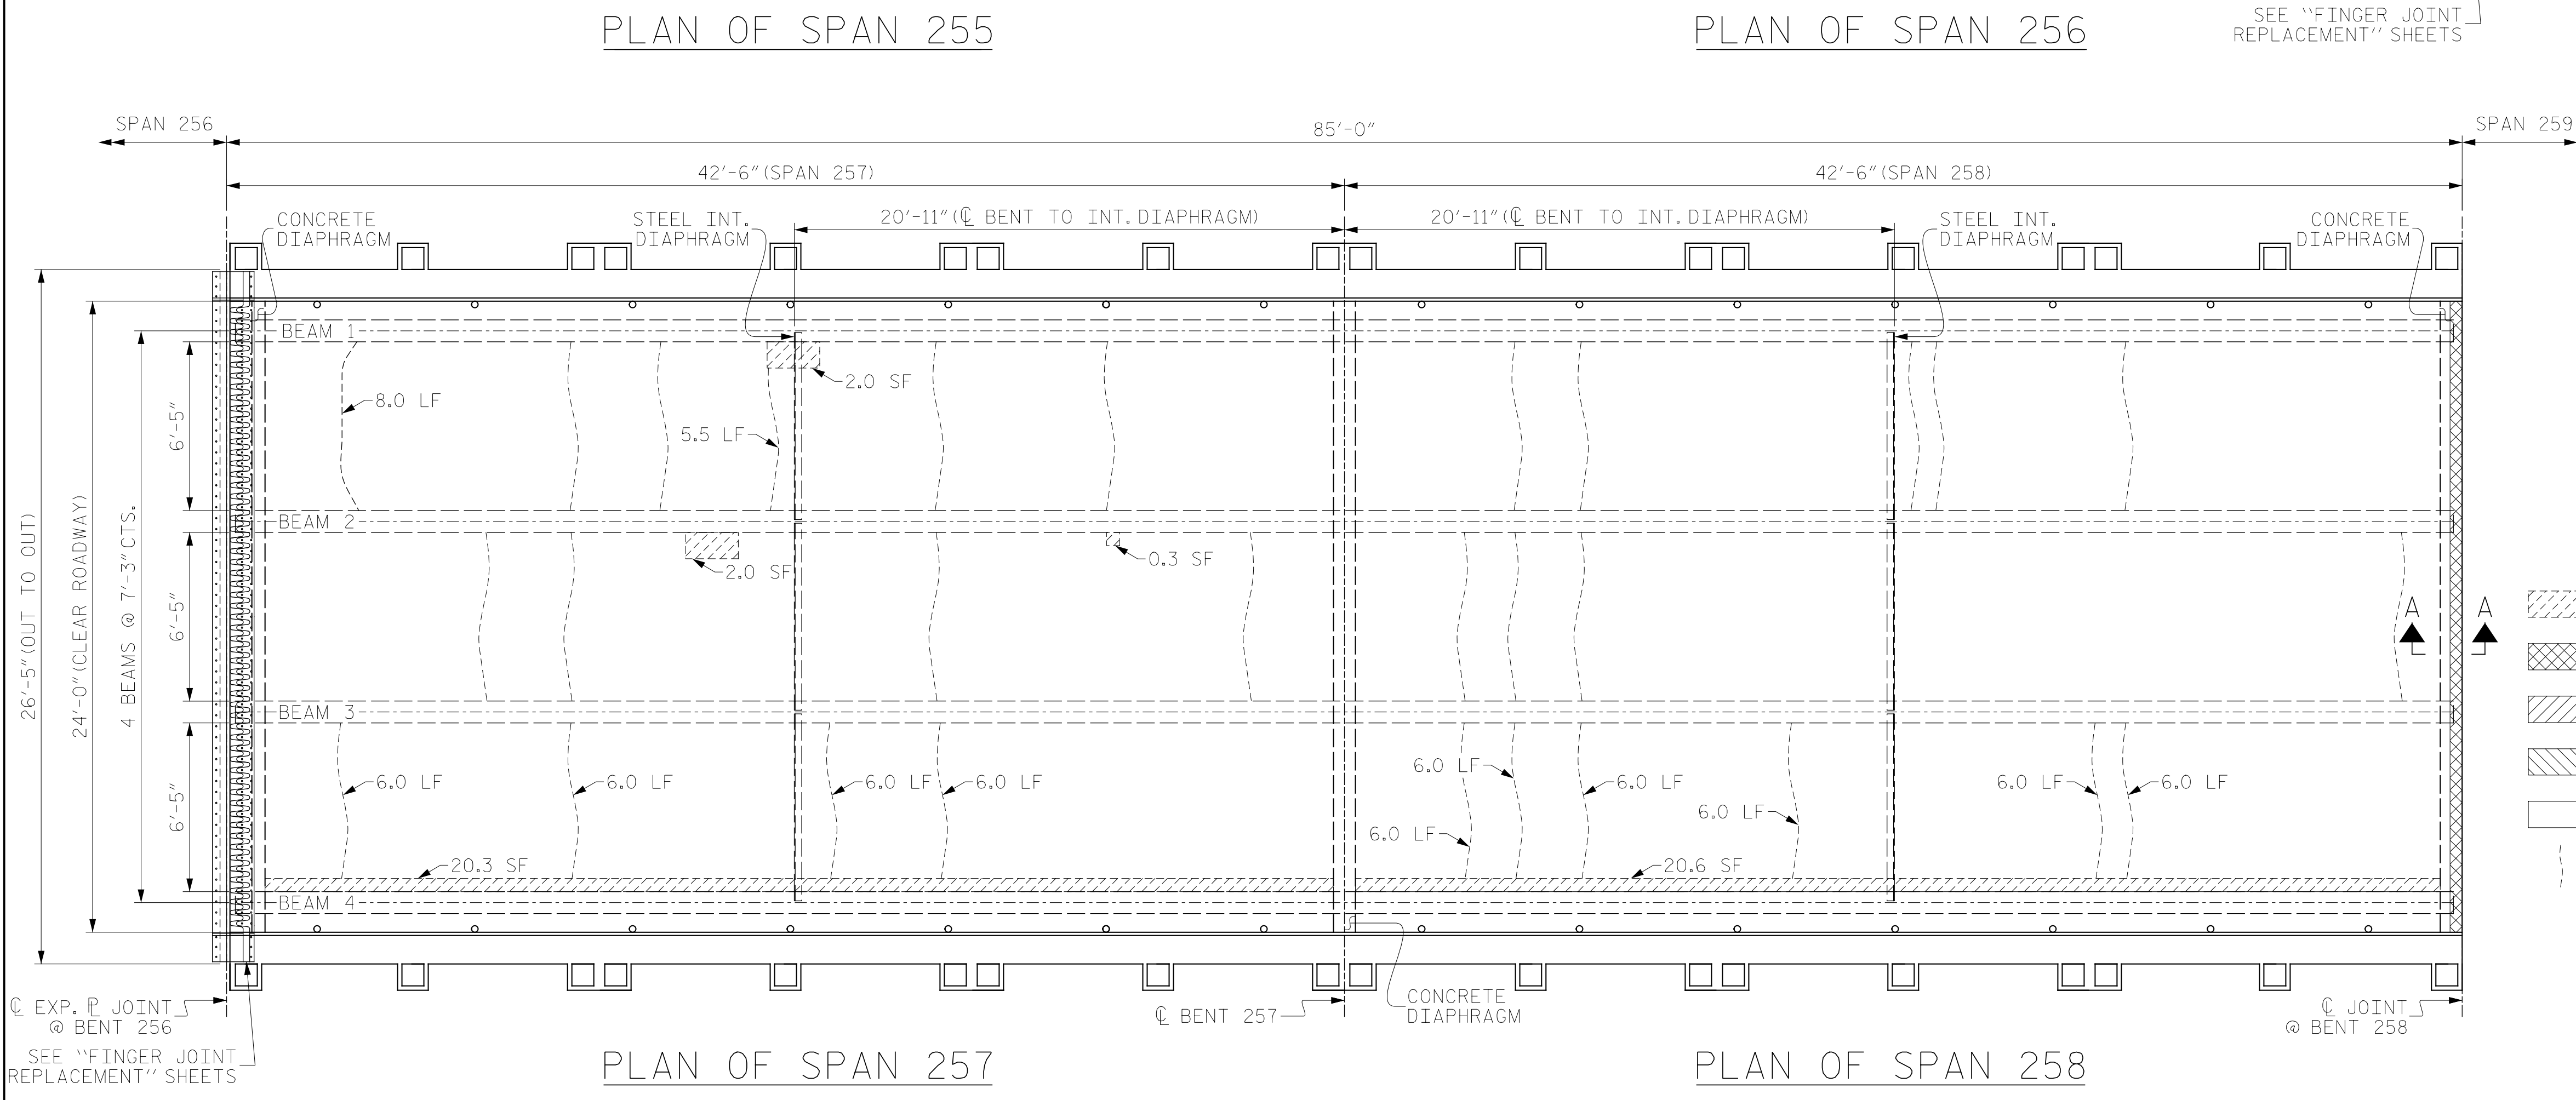 PLAN OF SPAN 255
PLAN OF SPAN 256
SEE "FINGER JOINT
REPLACEMENT" SHEETS
SPAN 256
85'-0"
SPAN 259
42'-6"(SPAN 257)
42'-6"(SPAN 258)
CONCRETE
DIAPHRAGM
STEEL INT.
DIAPHRAGM
20'-11"(℄ BENT TO INT. DIAPHRAGM)
20'-11"(℄ BENT TO INT. DIAPHRAGM)
STEEL INT.
DIAPHRAGM
CONCRETE
DIAPHRAGM
BEAM 1
2.0 SF
8.0 LF
5.5 LF
6'-5"
BEAM 2
2.0 SF
0.3 SF
26'-5"(OUT TO OUT)
24'-0"(CLEAR ROADWAY)
4 BEAMS @ 7'-3" CTS.
6'-5"
A
A
BEAM 3
6'-5"
6.0 LF
6.0 LF
6.0 LF
6.0 LF
6.0 LF
6.0 LF
6.0 LF
6.0 LF
6.0 LF
6.0 LF
20.3 SF
20.6 SF
BEAM 4
℄ EXP. ⅊ JOINT
@ BENT 256
℄ BENT 257
CONCRETE
DIAPHRAGM
℄ JOINT
@ BENT 258
SEE "FINGER JOINT
REPLACEMENT" SHEETS
PLAN OF SPAN 257
PLAN OF SPAN 258